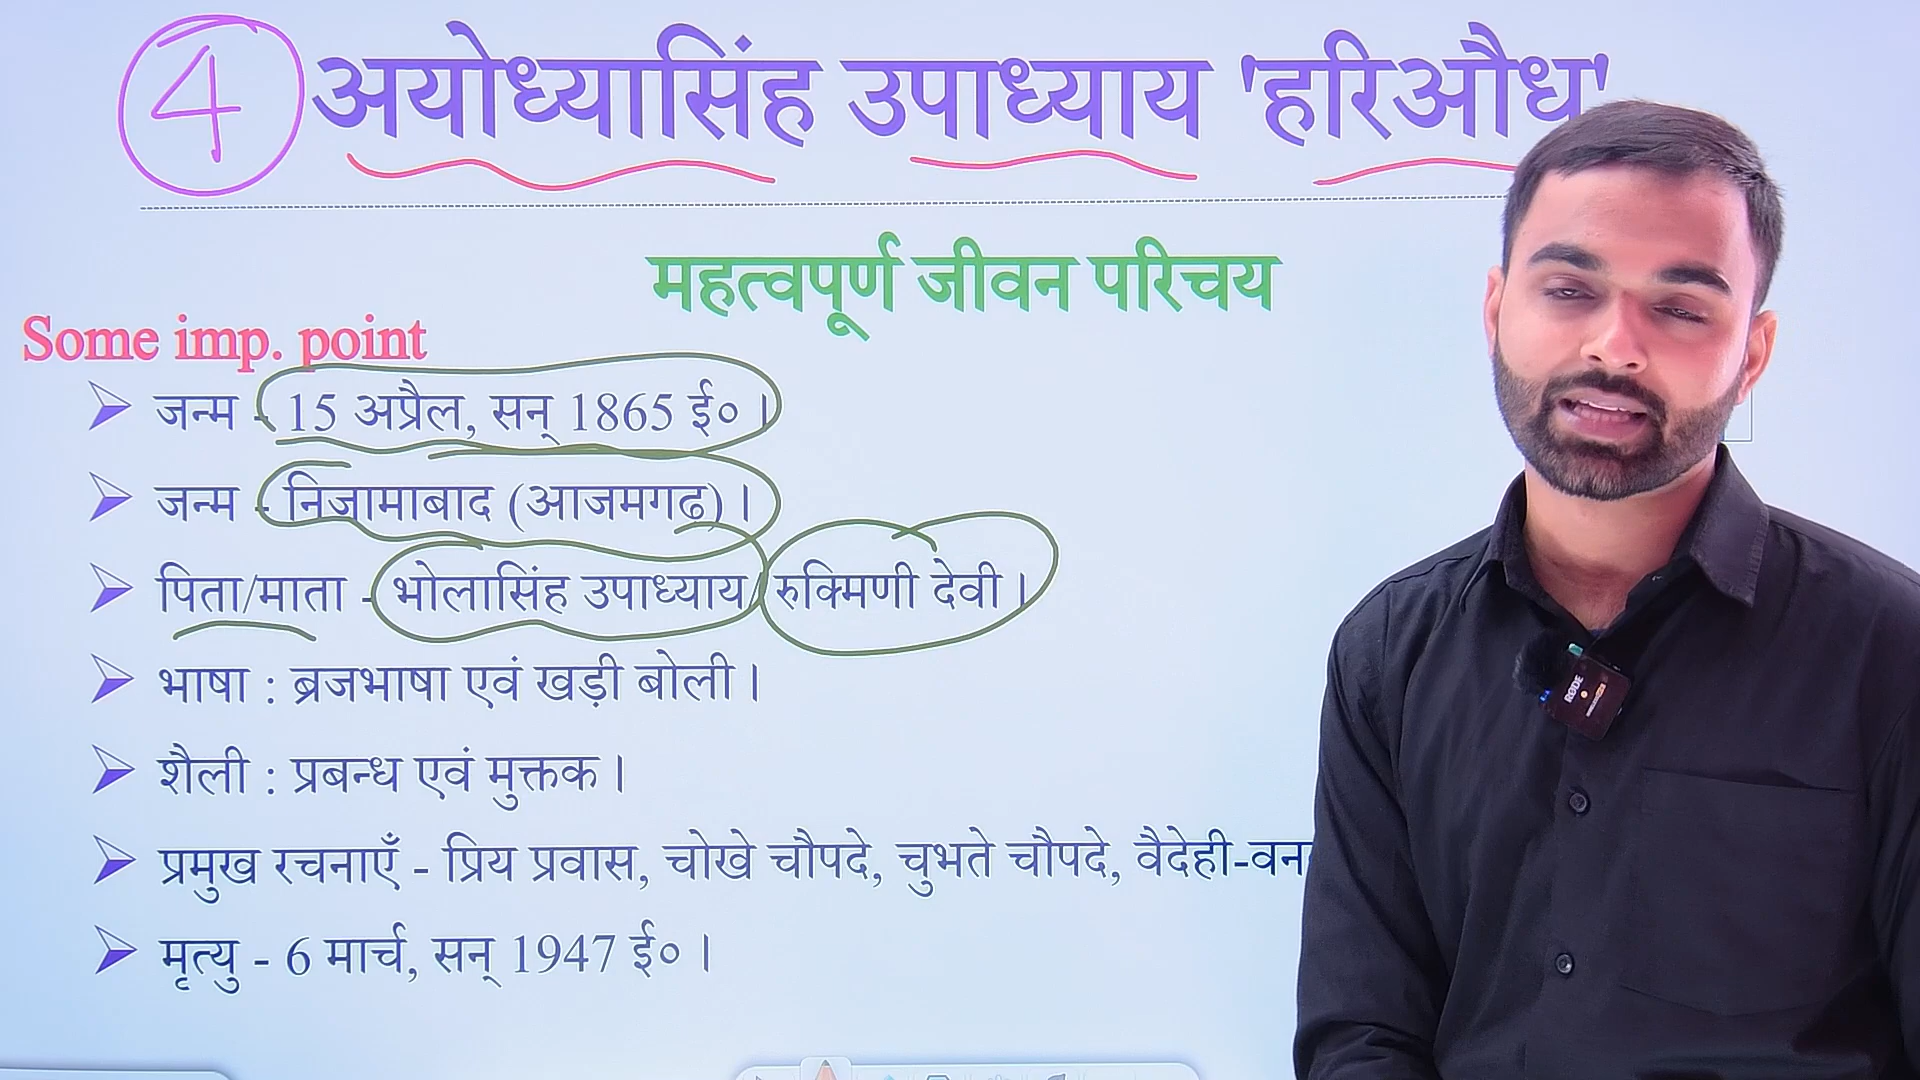 4 अयोध्यासिंह उपाध्याय 'हरिऔध'
महत्वपूर्ण जीवन परिचय
Some imp. point
जन्म - 15 अप्रैल, सन् 1865 ई० ।
जन्म - निजामाबाद (आजमगढ) ।
पिता/माता - भोलासिंह उपाध्याय/ रुक्मिणी देवी ।
भाषा : ब्रजभाषा एवं खड़ी बोली ।
शैली : प्रबन्ध एवं मुक्तक ।
प्रमुख रचनाएँ - प्रिय प्रवास, चोखे चौपदे, चुभते चौपदे, वैदेही-वन
मृत्यु - 6 मार्च, सन् 1947 ई० ।
RØDE